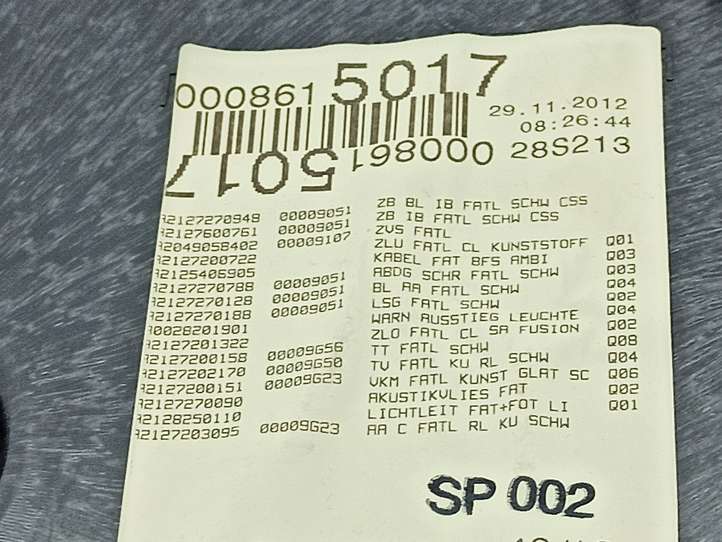 0008615017
29.11.2012
08:26:44
0008615017 28S213
A2127270948 00009051 ZB BL IB FATL SCHW CSS
A2127600761 00009051 ZB IB FATL SCHW CSS
A2049058402 00009107 ZVS FATL
A2127200722 ZLU FATL CL KUNSTSTOFF Q01
A2125406905 KABEL FAT BFS AMBI Q03
A2127270788 00009051 ABDG SCHR FATL SCHW Q03
A2127270128 00009051 BL AA FATL SCHW Q04
A2127270188 00009051 LSG FATL SCHW Q02
A0028201901 WARN AUSSTIEG LEUCHTE Q04
A2127201322 ZLO FATL CL SA FUSION Q02
A2127200158 00009G56 TT FATL SCHW Q08
A2127202170 00009G50 TV FATL KU RL SCHW Q04
A2127200151 00009G23 VKM FATL KUNST GLAT SC Q06
A2127270090 AKUSTIKVLIES FAT Q02
A2128250110 LICHTLEIT FAT+FOT LI Q01
A2127203095 00009G23 AA C FATL RL KU SCHW
SP 002